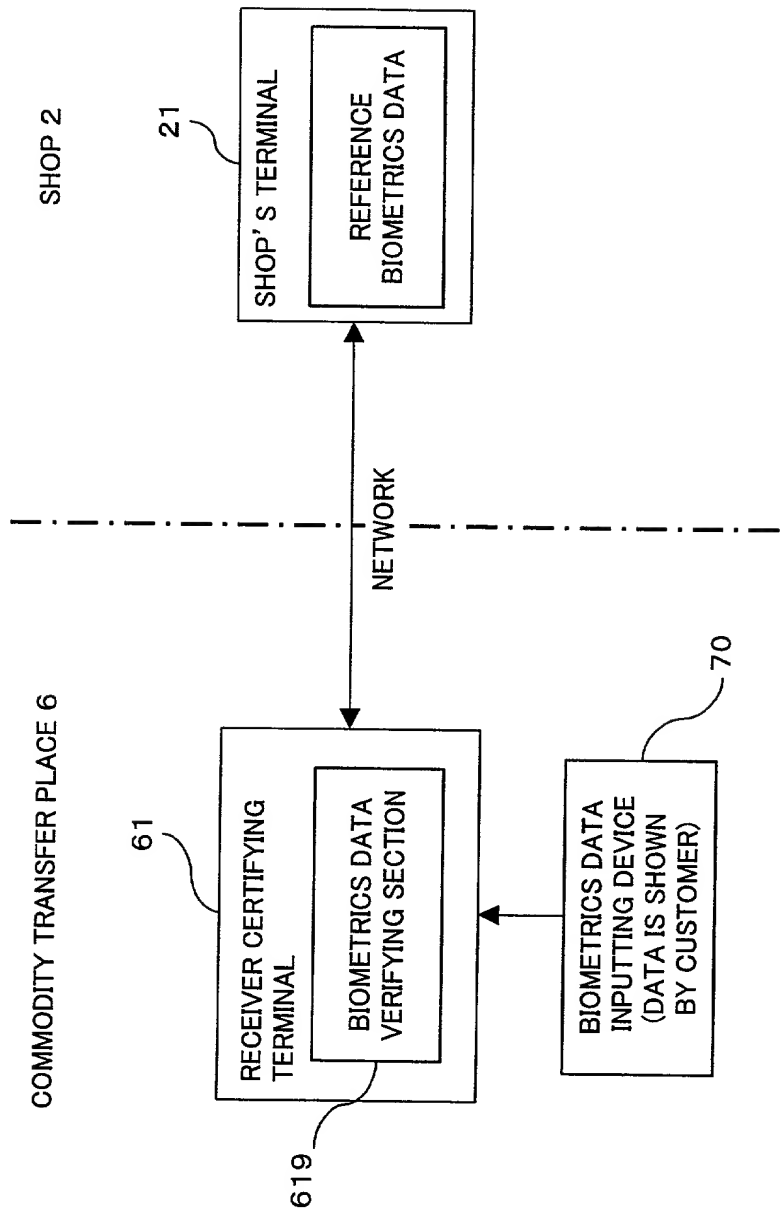 COMMODITY TRANSFER PLACE 6
61
RECEIVER CERTIFYING
TERMINAL
BIOMETRICS DATA
VERIFYING SECTION
619
BIOMETRICS DATA
INPUTTING DEVICE
(DATA IS SHOWN
BY CUSTOMER)
70
NETWORK
SHOP 2
21
SHOP'S TERMINAL
REFERENCE
BIOMETRICS DATA